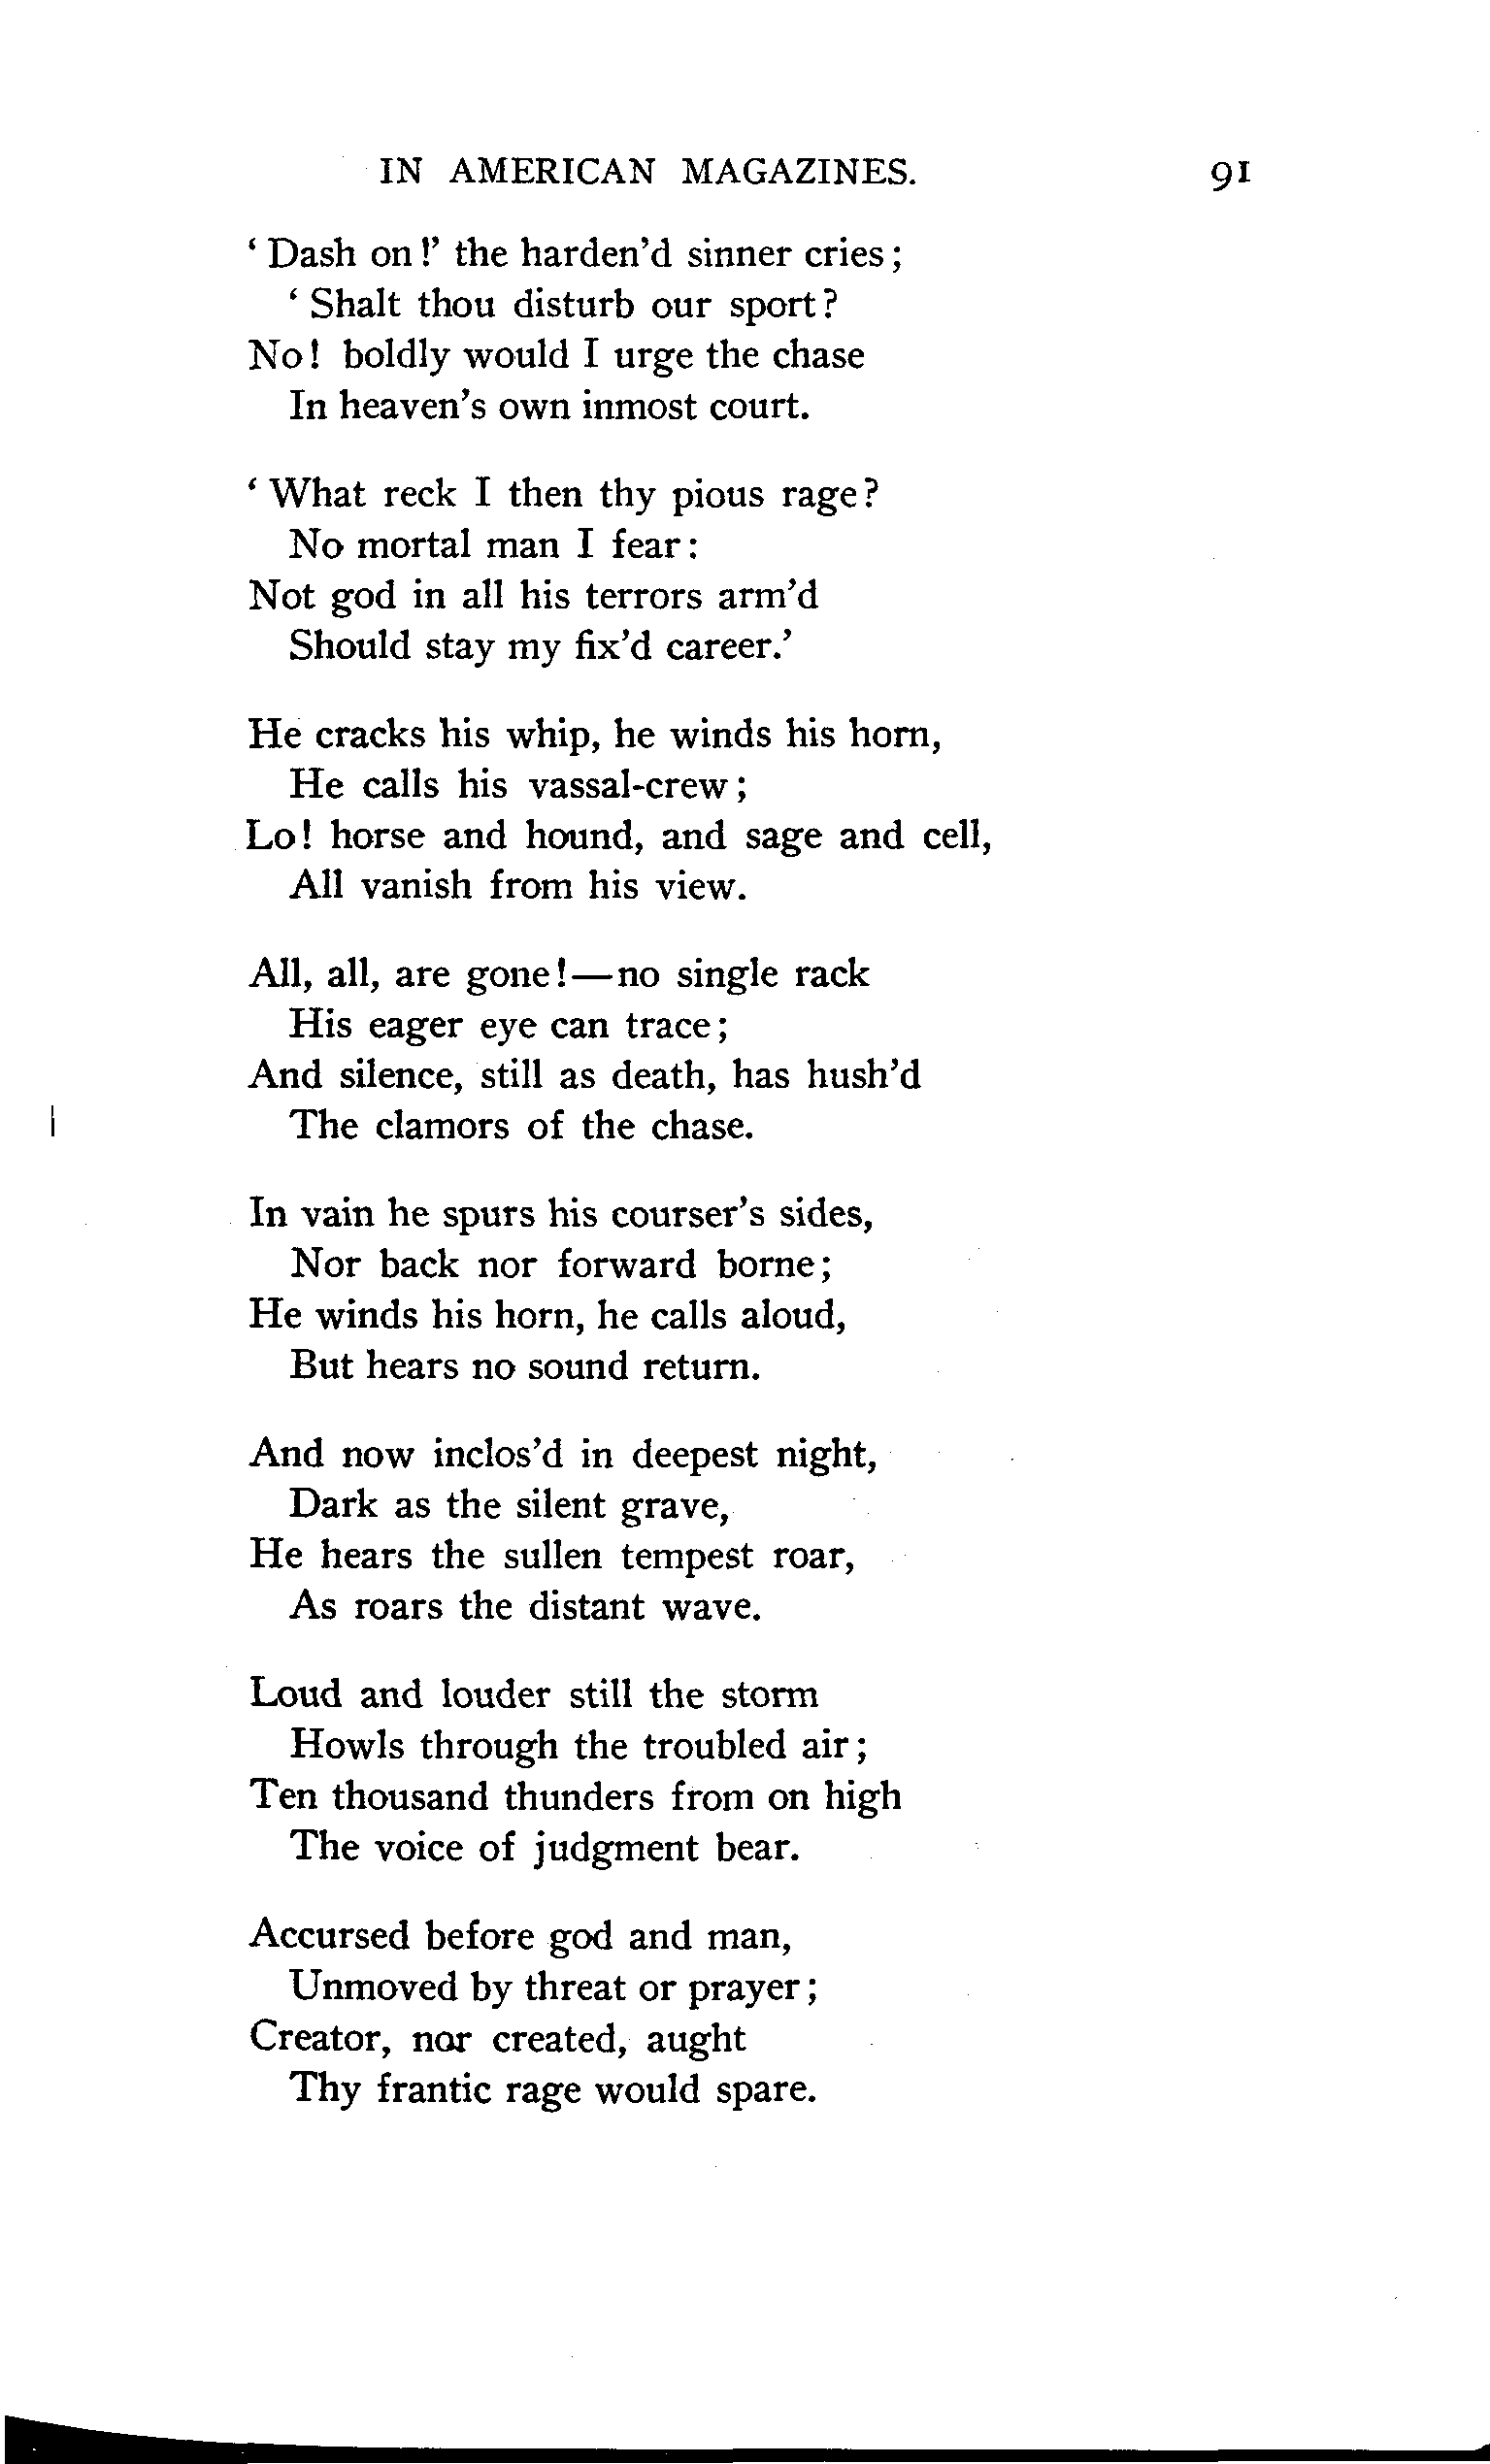 IN AMERICAN MAGAZINES. 91
‘Dash on!’ the harden’d sinner cries;
‘Shalt thou disturb our sport?
No! boldly would I urge the chase
In heaven’s own inmost court.
‘What reck I then thy pious rage?
No mortal man I fear:
Not god in all his terrors arm’d
Should stay my fix’d career.’
He cracks his whip, he winds his horn,
He calls his vassal-crew;
Lo! horse and hound, and sage and cell,
All vanish from his view.
All, all, are gone!—no single rack
His eager eye can trace;
And silence, still as death, has hush’d
The clamors of the chase.
In vain he spurs his courser’s sides,
Nor back nor forward borne;
He winds his horn, he calls aloud,
But hears no sound return.
And now inclos’d in deepest night,
Dark as the silent grave,
He hears the sullen tempest roar,
As roars the distant wave.
Loud and louder still the storm
Howls through the troubled air;
Ten thousand thunders from on high
The voice of judgment bear.
Accursed before god and man,
Unmoved by threat or prayer;
Creator, nor created, aught
Thy frantic rage would spare.